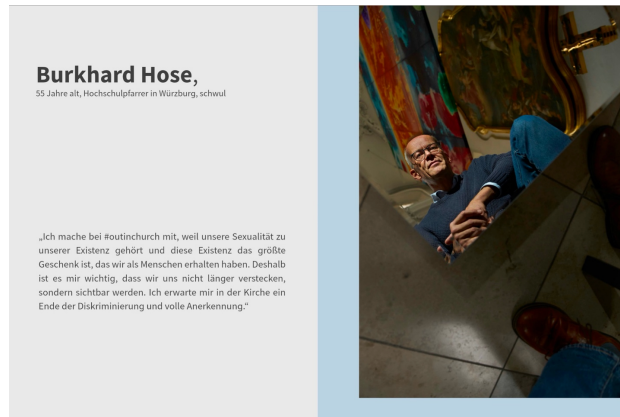 Burkhard Hose,
55 Jahre alt, Hochschulpfarrer in Würzburg, schwul
„Ich mache bei #outinchurch mit, weil unsere Sexualität zu
unserer Existenz gehört und diese Existenz das größte
Geschenk ist, das wir als Menschen erhalten haben. Deshalb
ist es mir wichtig, dass wir uns nicht länger verstecken,
sondern sichtbar werden. Ich erwarte mir in der Kirche ein
Ende der Diskriminierung und volle Anerkennung.“